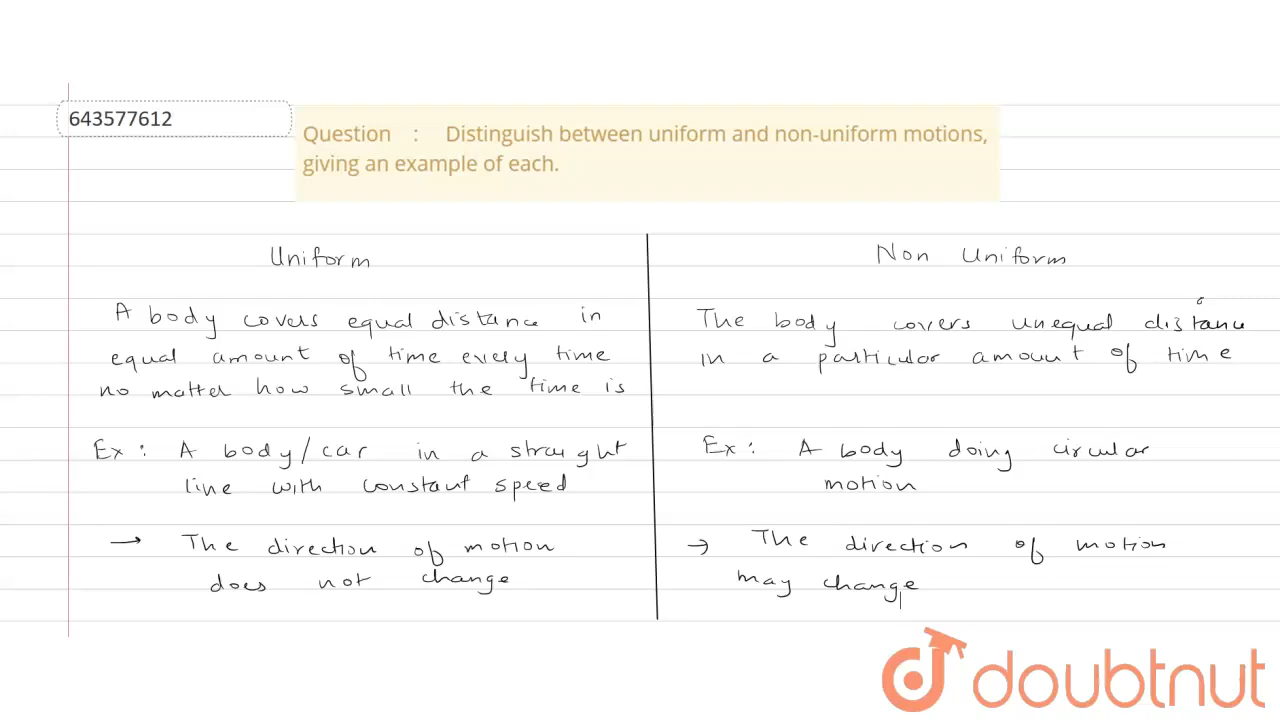 643577612
Question : Distinguish between uniform and non-uniform motions,
giving an example of each.
Uniform
A body covers equal distance in
equal amount of time every time
no matter how small the time is
Ex: A body/car in a straight
line with constant speed
→ The direction of motion
does not change
Non Uniform
The body covers unequal distance
in a particular amount of time
Ex: A body doing circular
motion
→ The direction of motion
may change
doubtnut